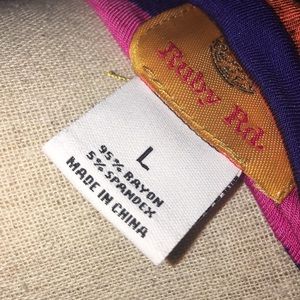 Ruby Rd.
L
95% RAYON
5% SPANDEX
MADE IN CHINA